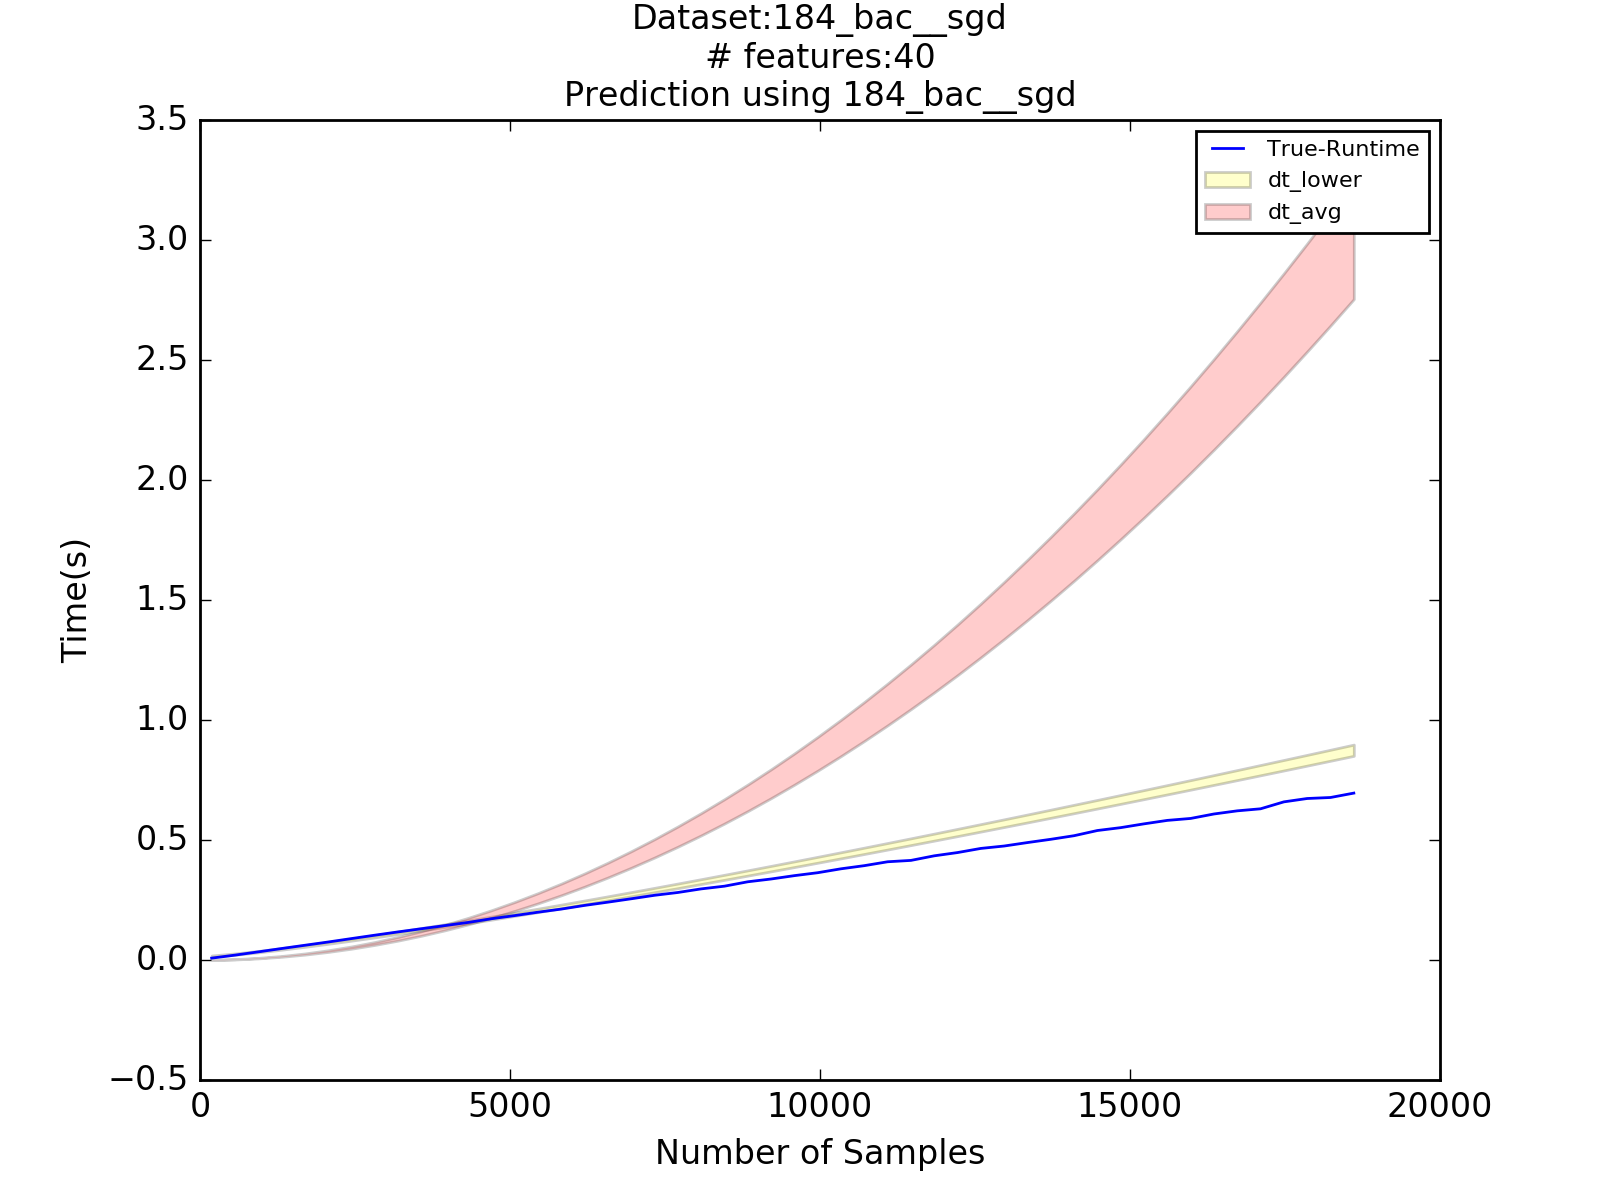 Dataset:184_bac__sgd
# features:40
Prediction using 184_bac__sgd
3.5
3.0
2.5
2.0
1.5
1.0
0.5
0.0
−0.5
Time(s)
True-Runtime
dt_lower
dt_avg
0 5000 10000 15000 20000
Number of Samples